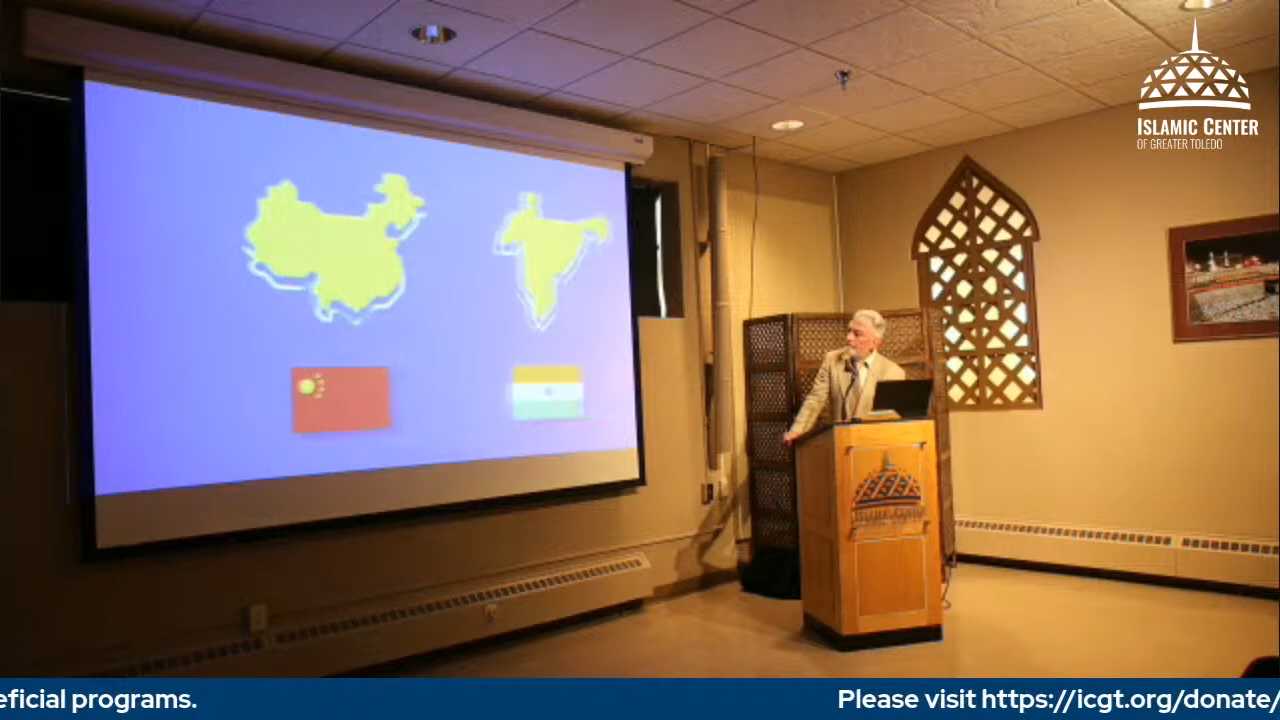 ISLAMIC CENTER
OF GREATER TOLEDO
eficial programs.
Please visit https://icgt.org/donate/